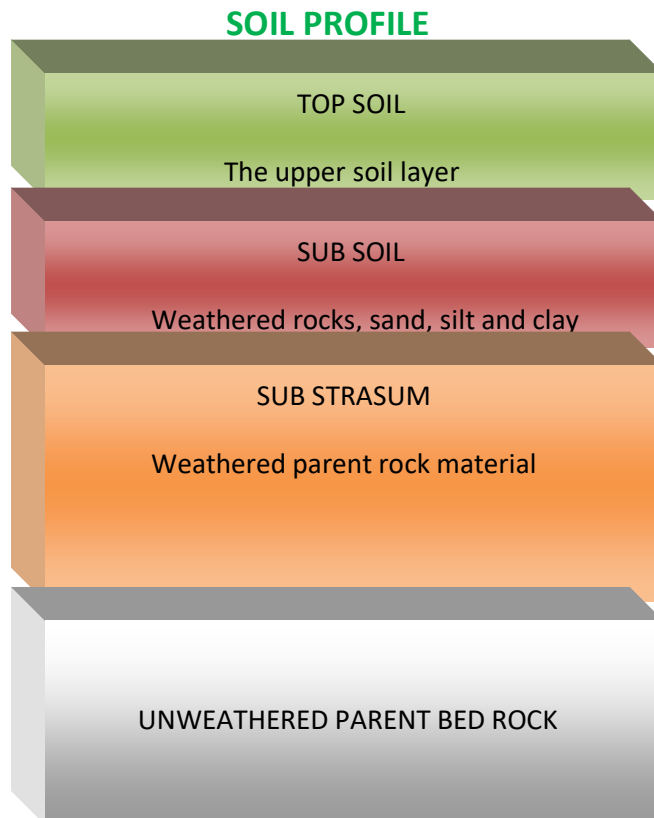 SOIL PROFILE
TOP SOIL
The upper soil layer
SUB SOIL
Weathered rocks, sand, silt and clay
SUB STRASUM
Weathered parent rock material
UNWEATHERED PARENT BED ROCK